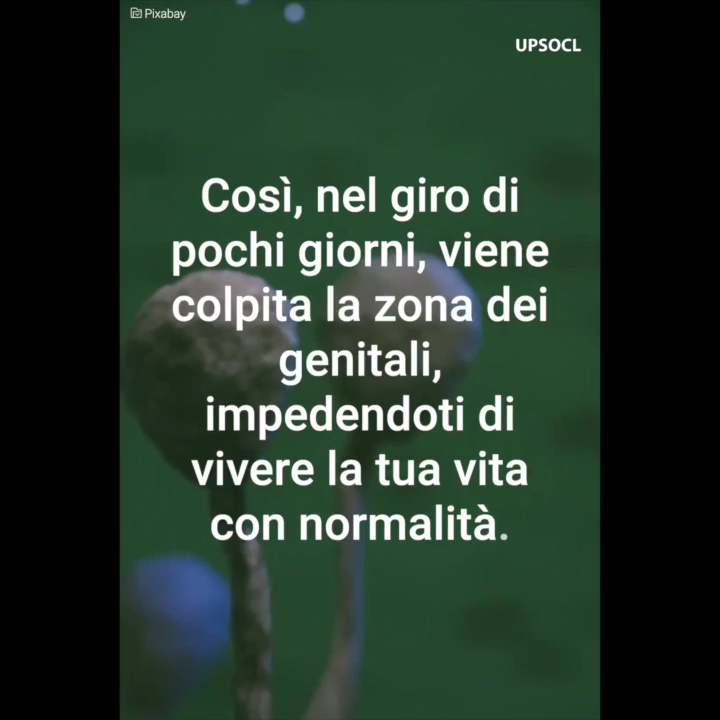 Pixabay
UPSOCL
Così, nel giro di
pochi giorni, viene
colpita la zona dei
genitali,
impedendoti di
vivere la tua vita
con normalità.